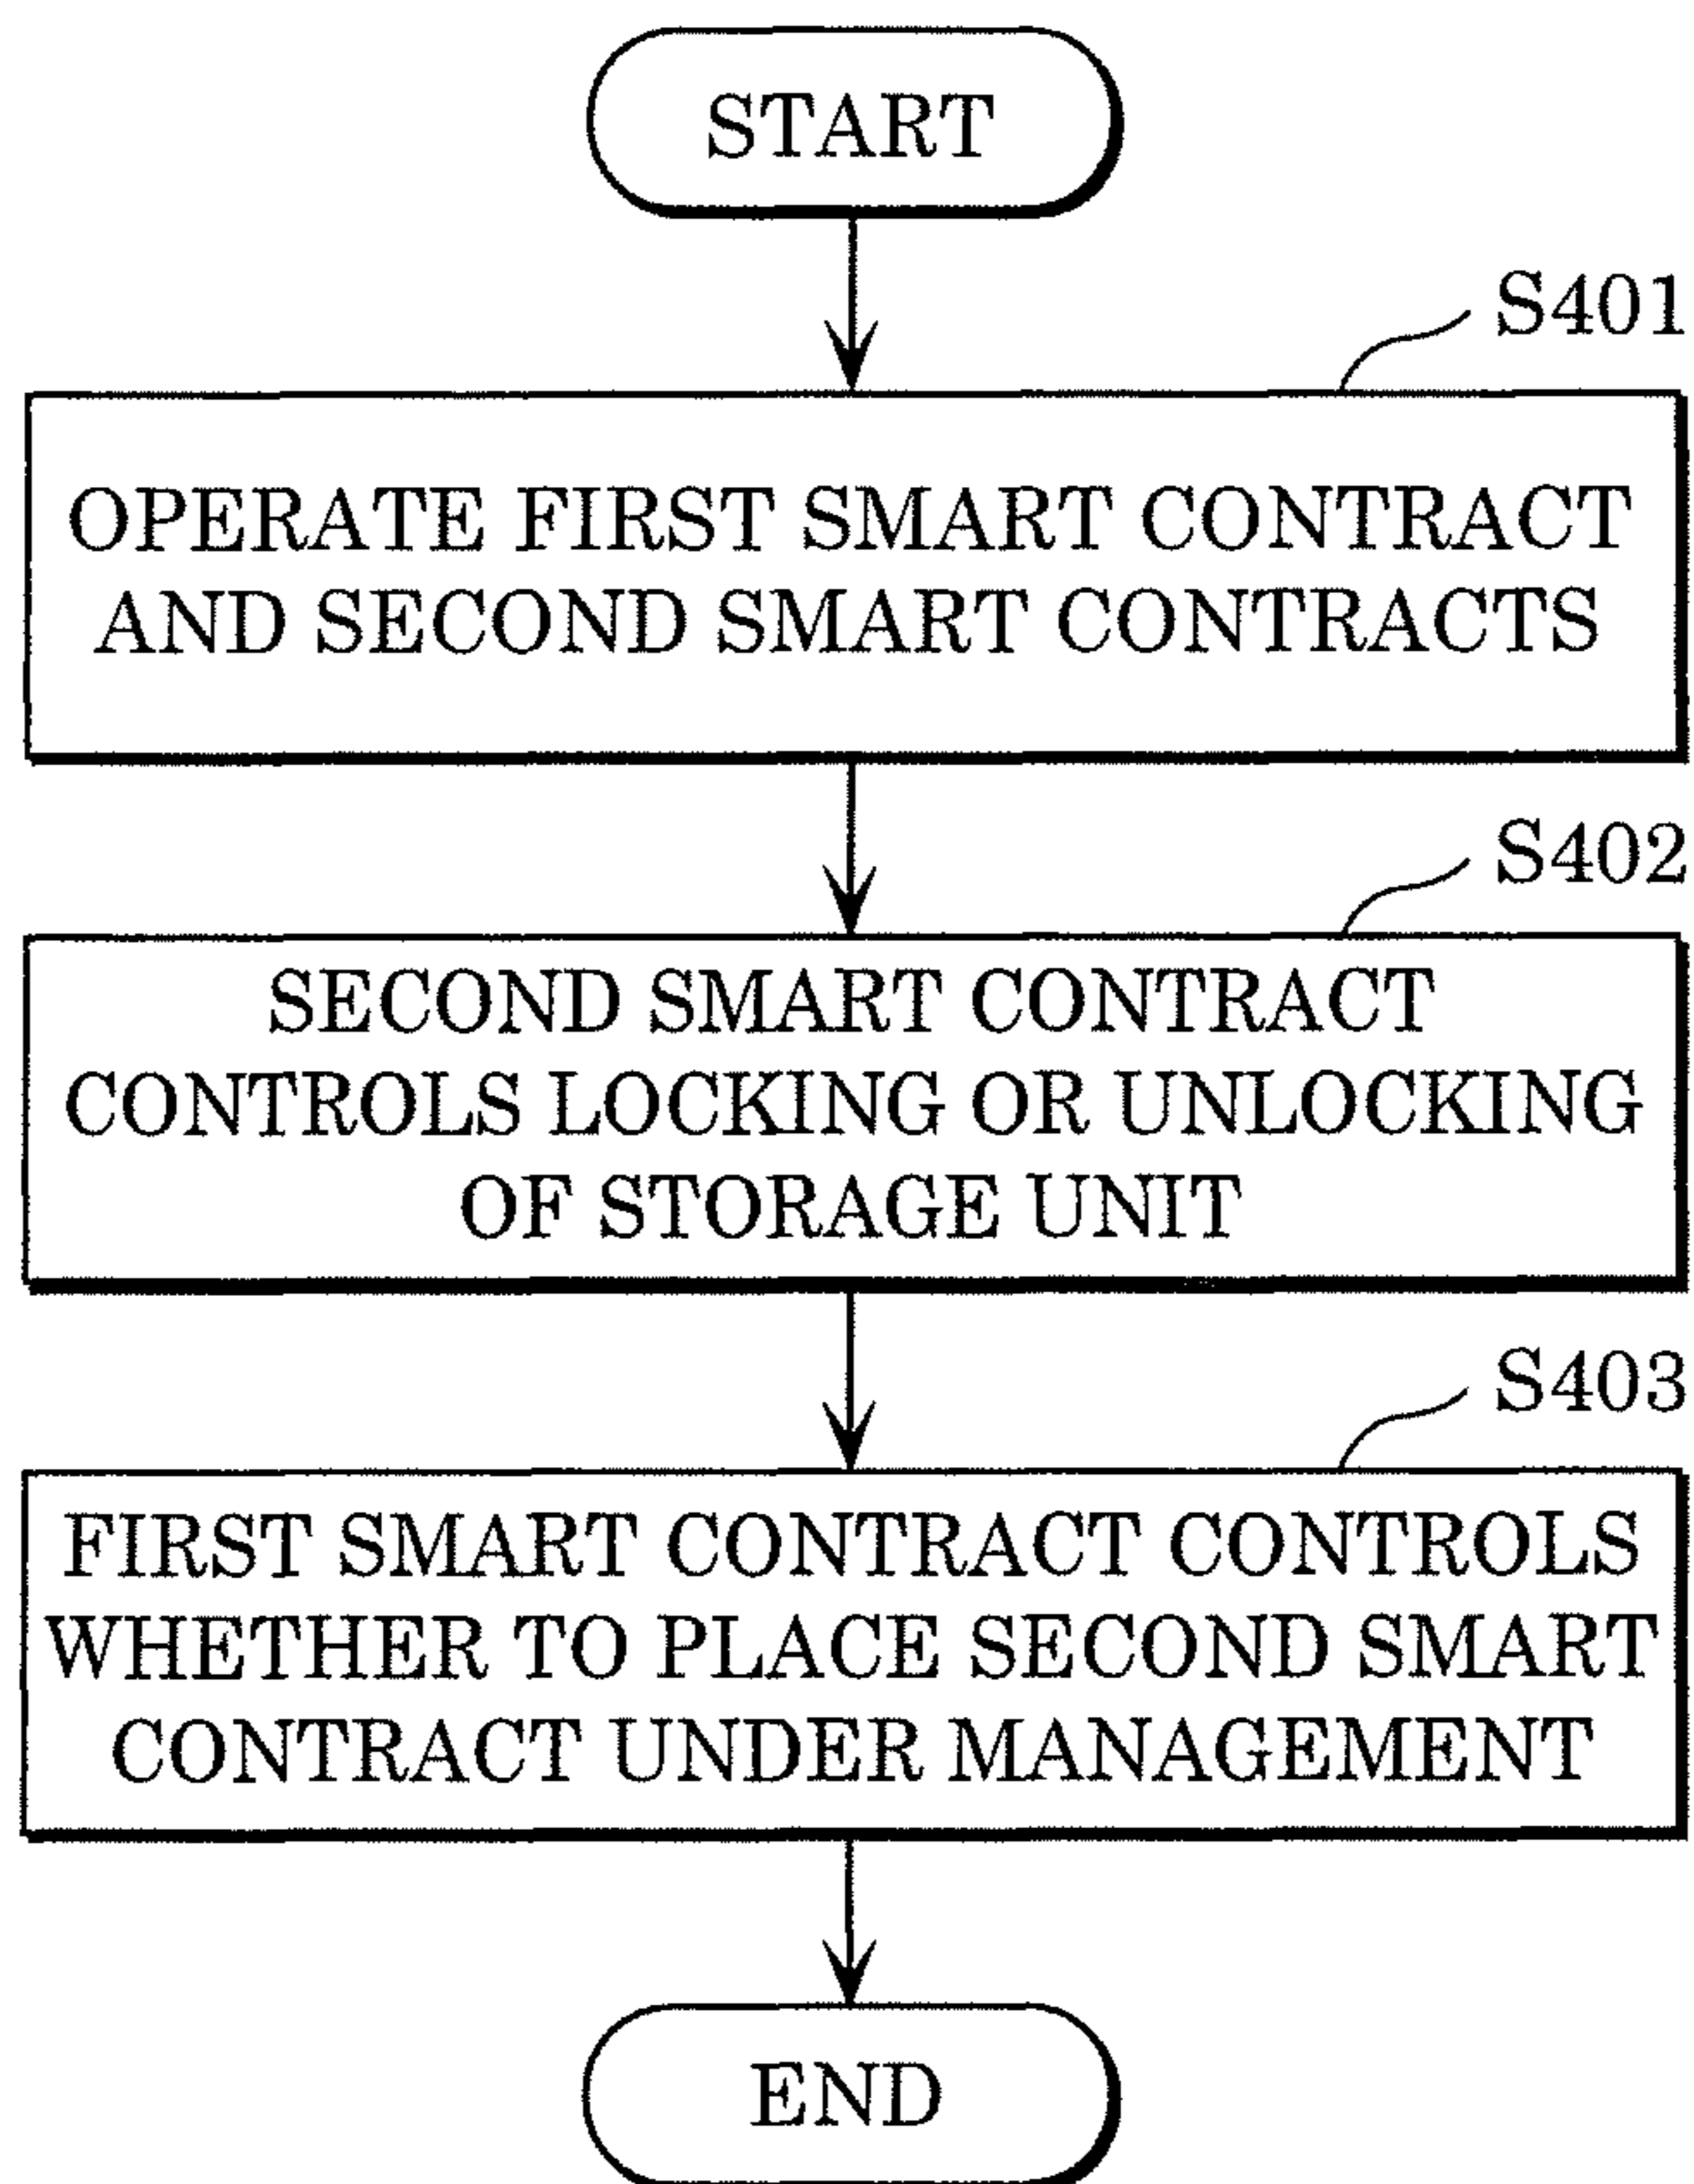 START
S401
OPERATE FIRST SMART CONTRACT
AND SECOND SMART CONTRACTS
S402
SECOND SMART CONTRACT
CONTROLS LOCKING OR UNLOCKING
OF STORAGE UNIT
S403
FIRST SMART CONTRACT CONTROLS
WHETHER TO PLACE SECOND SMART
CONTRACT UNDER MANAGEMENT
END